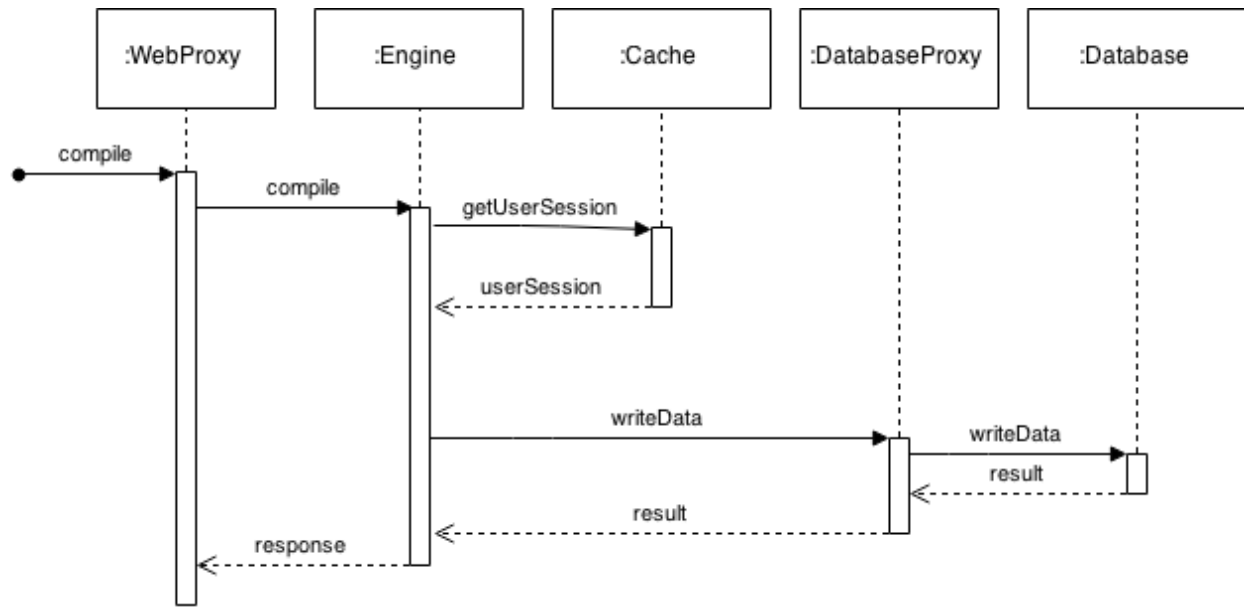 :WebProxy
:Engine
:Cache
:DatabaseProxy
:Database
compile
compile
getUserSession
userSession
writeData
writeData
result
result
response